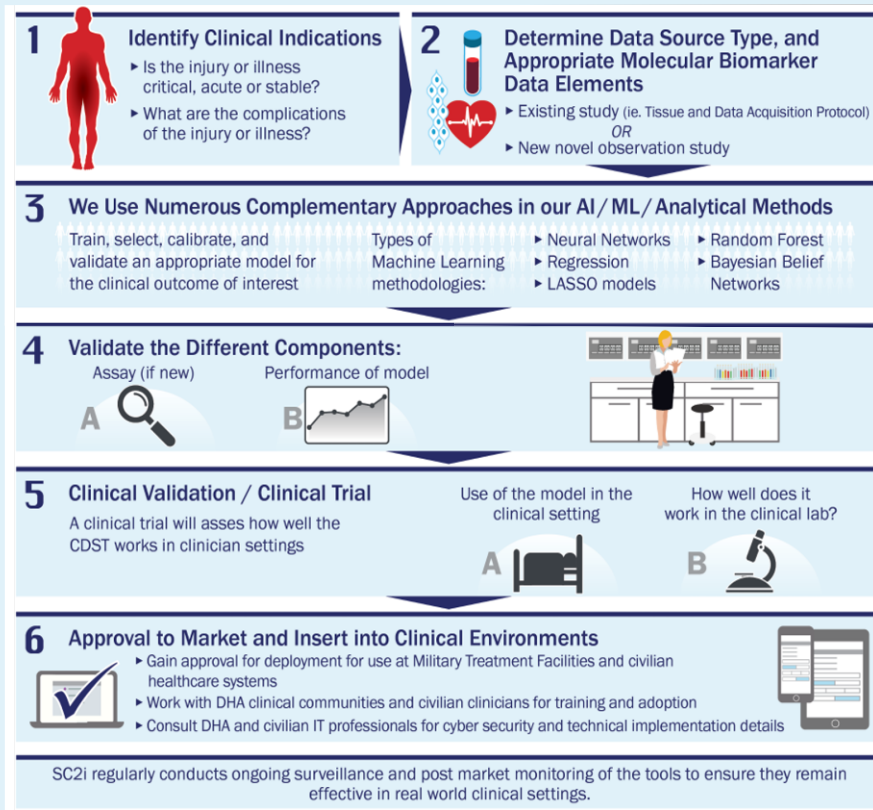 1
Identify Clinical Indications
▸ Is the injury or illness
critical, acute or stable?
▸ What are the complications
of the injury or illness?
2
Determine Data Source Type, and
Appropriate Molecular Biomarker
Data Elements
▸ Existing study (ie. Tissue and Data Acquisition Protocol)
OR
▸ New novel observation study
3
We Use Numerous Complementary Approaches in our AI/ML/Analytical Methods
Train, select, calibrate, and
validate an appropriate model for
the clinical outcome of interest
Types of
Machine Learning
methodologies:
▸ Neural Networks
▸ Regression
▸ LASSO models
▸ Random Forest
▸ Bayesian Belief
Networks
4
Validate the Different Components:
Assay (if new)
A
Performance of model
B
5
Clinical Validation / Clinical Trial
A clinical trial will asses how well the
CDST works in clinician settings
Use of the model in the
clinical setting
A
How well does it
work in the clinical lab?
B
6
Approval to Market and Insert into Clinical Environments
▸ Gain approval for deployment for use at Military Treatment Facilities and civilian
healthcare systems
▸ Work with DHA clinical communities and civilian clinicians for training and adoption
▸ Consult DHA and civilian IT professionals for cyber security and technical implementation details
SC2i regularly conducts ongoing surveillance and post market monitoring of the tools to ensure they remain
effective in real world clinical settings.